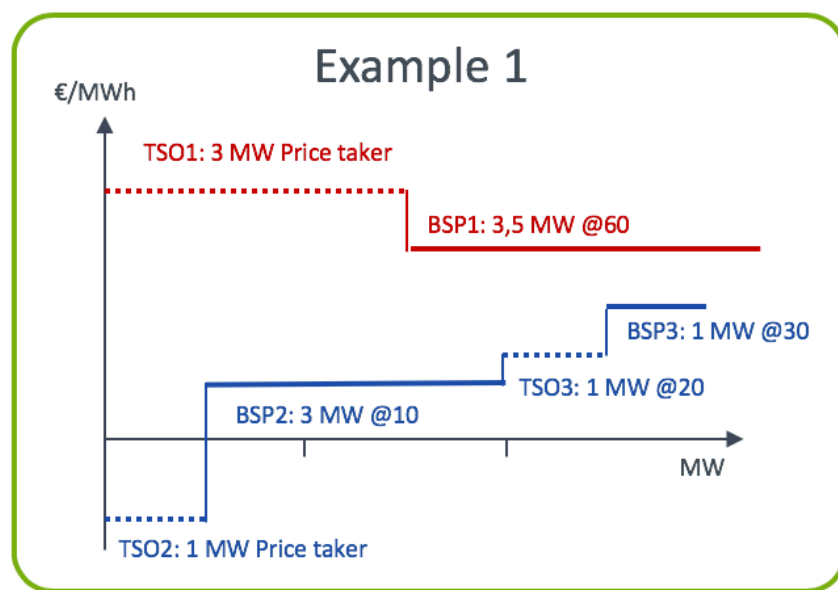 Example 1
€/MWh
TSO1: 3 MW Price taker
BSP1: 3,5 MW @60
BSP3: 1 MW @30
TSO3: 1 MW @20
BSP2: 3 MW @10
MW
TSO2: 1 MW Price taker